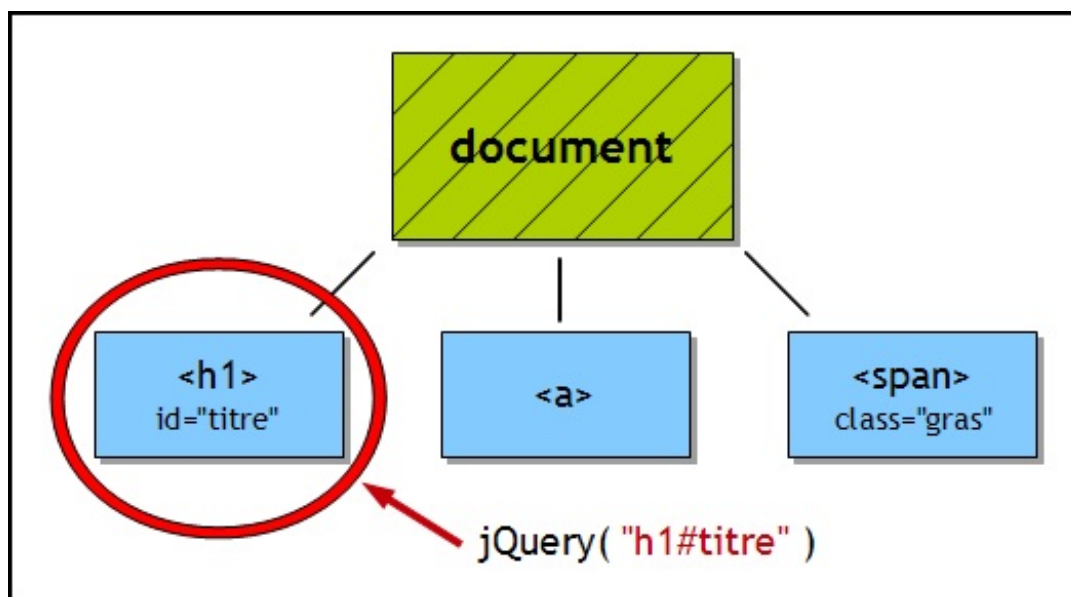 document
<h1>
id="titre"
<a>
<span>
class="gras"
jQuery( "h1#titre" )